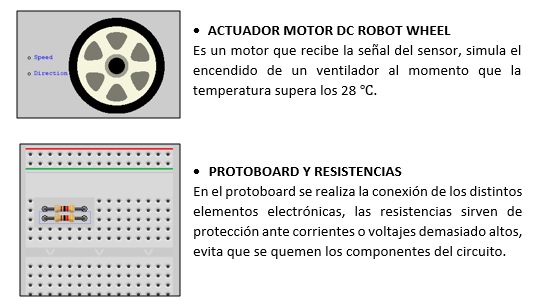 • ACTUADOR MOTOR DC ROBOT WHEEL
Es un motor que recibe la señal del sensor, simula el
encendido de un ventilador al momento que la
temperatura supera los 28 °C.
Speed
Direction
• PROTOBOARD Y RESISTENCIAS
En el protoboard se realiza la conexión de los distintos
elementos electrónicos, las resistencias sirven de
protección ante corrientes o voltajes demasiado altos,
evita que se quemen los componentes del circuito.